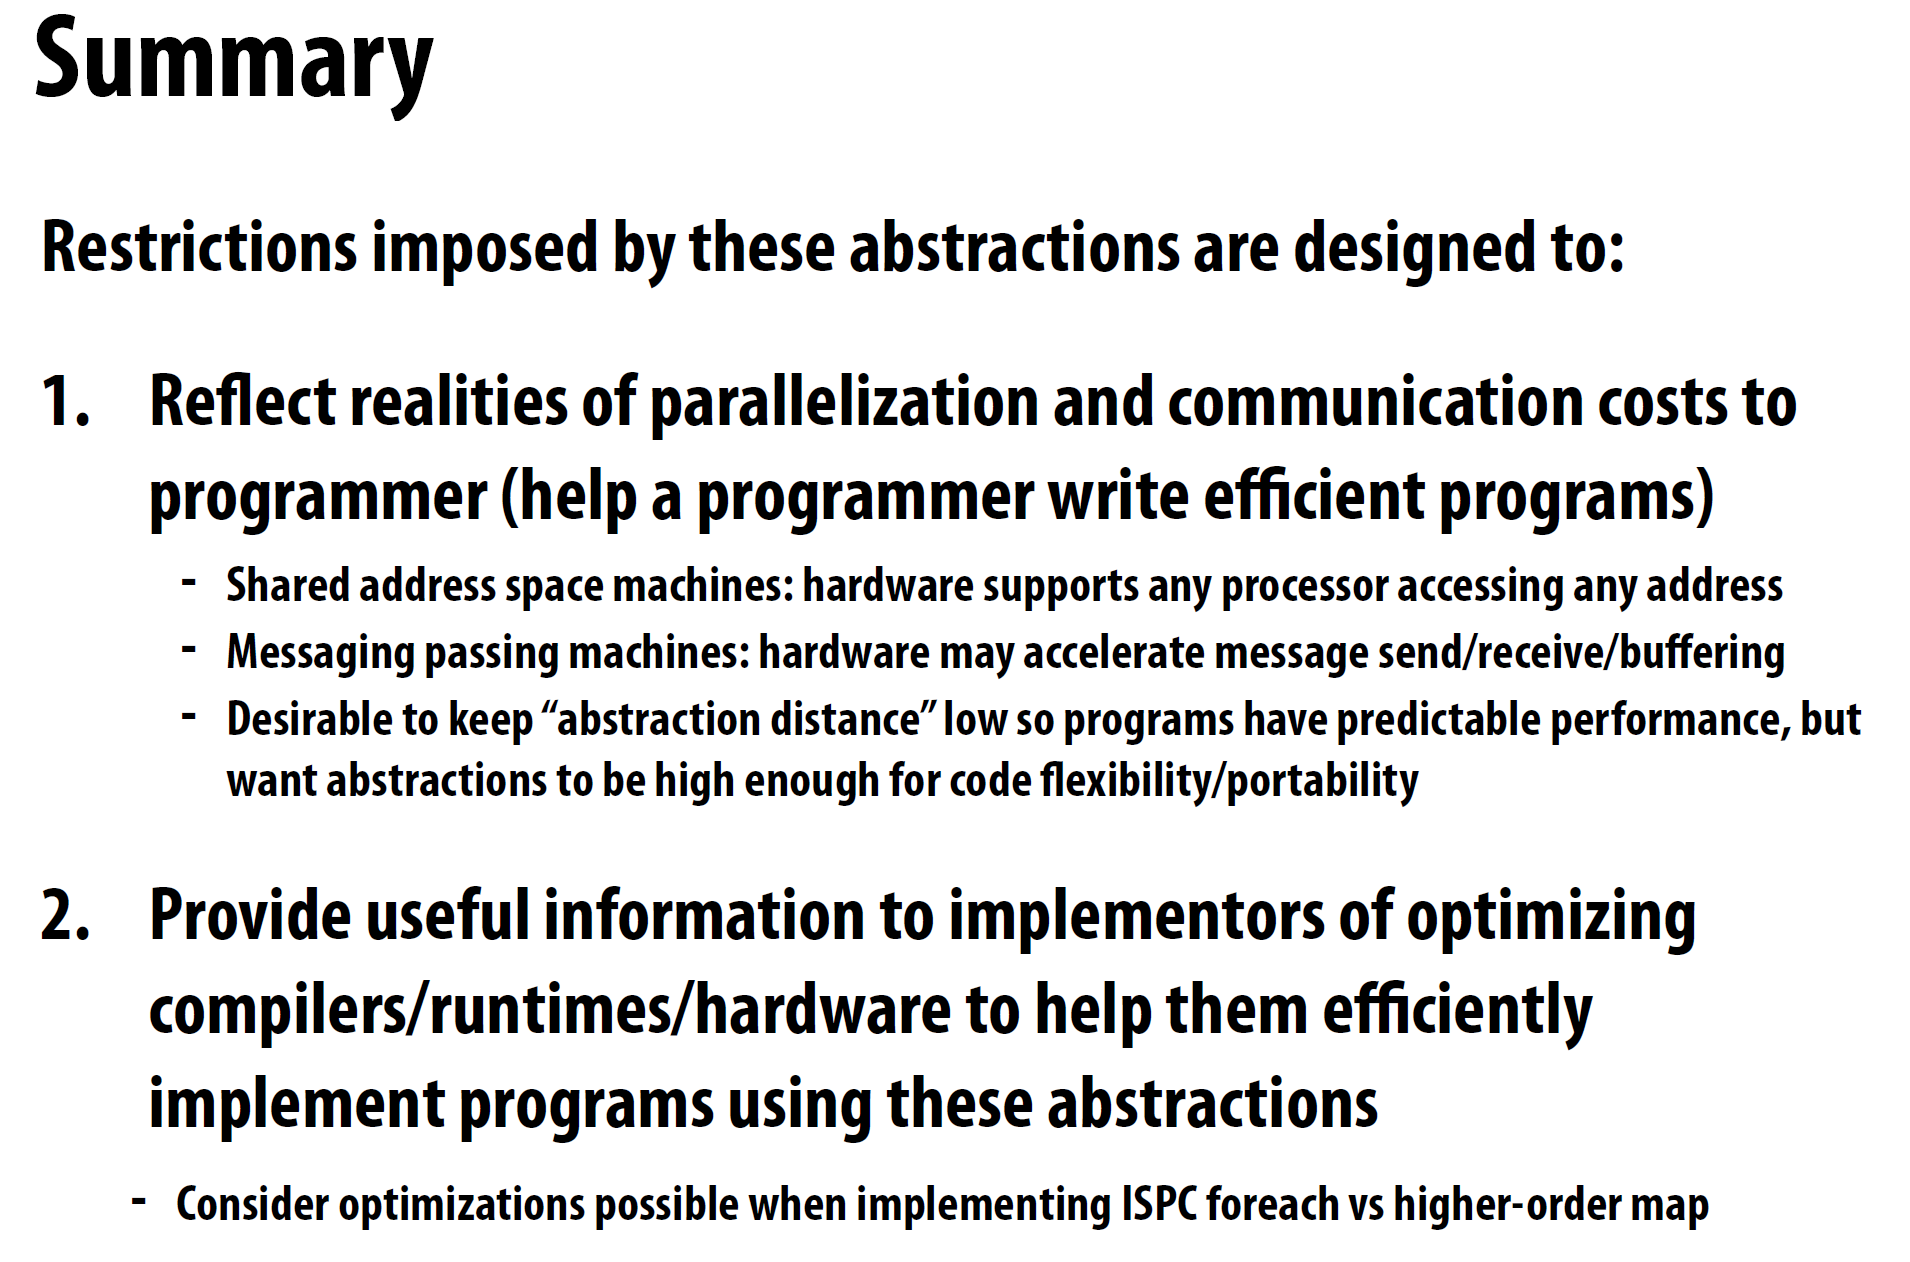 Summary
Restrictions imposed by these abstractions are designed to:
1. Reflect realities of parallelization and communication costs to
programmer (help a programmer write efficient programs)
- Shared address space machines: hardware supports any processor accessing any address
- Messaging passing machines: hardware may accelerate message send/receive/buffering
- Desirable to keep “abstraction distance” low so programs have predictable performance, but
want abstractions to be high enough for code flexibility/portability
2. Provide useful information to implementors of optimizing
compilers/runtimes/hardware to help them efficiently
implement programs using these abstractions
- Consider optimizations possible when implementing ISPC foreach vs higher-order map